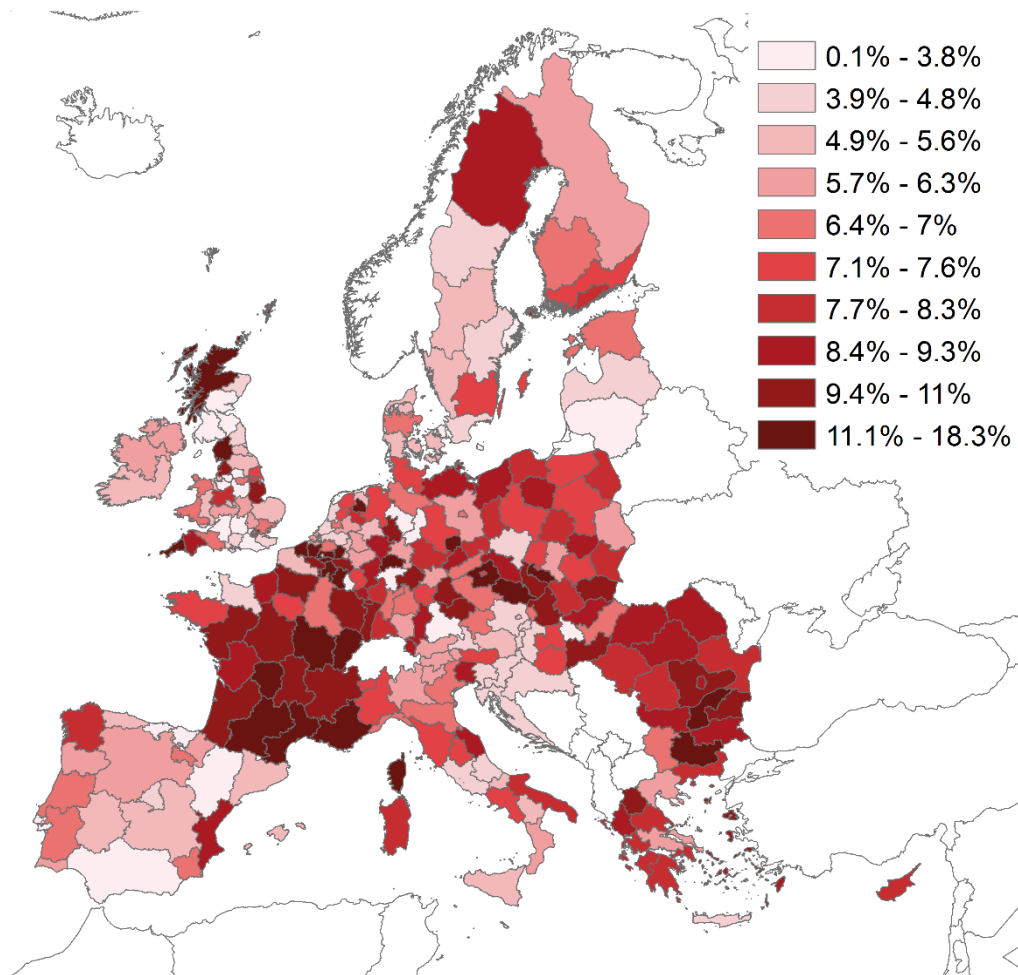 0.1% - 3.8%
3.9% - 4.8%
4.9% - 5.6%
5.7% - 6.3%
6.4% - 7%
7.1% - 7.6%
7.7% - 8.3%
8.4% - 9.3%
9.4% - 11%
11.1% - 18.3%